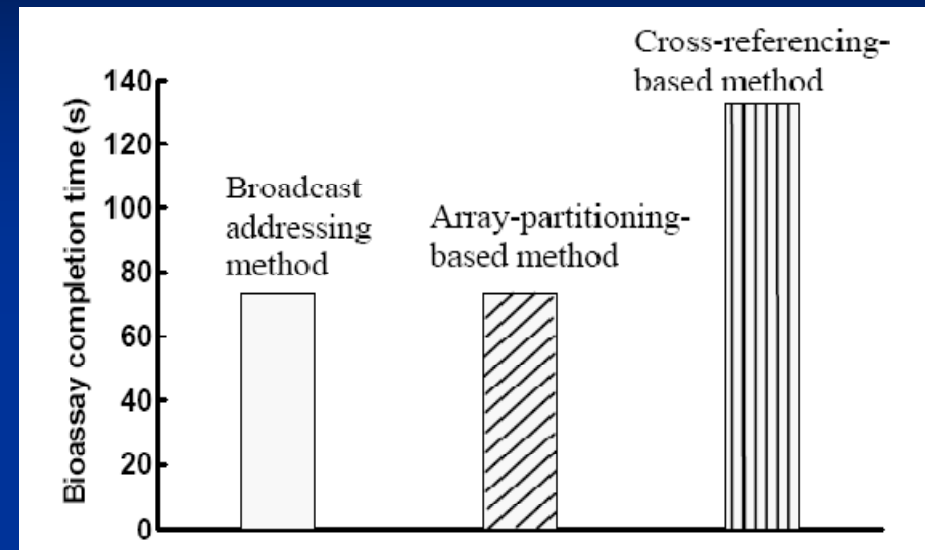 Cross-referencing-
based method
140
120
100
80
60
40
20
0
Bioassay completion time (s)
Broadcast
addressing
method
Array-partitioning-
based method